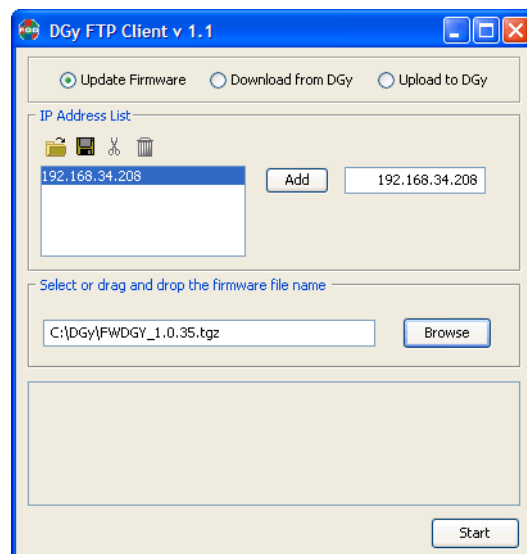 DGy FTP Client v 1.1
Update Firmware Download from DGy Upload to DGy
IP Address List
192.168.34.208 Add 192.168.34.208
Select or drag and drop the firmware file name
C:\DGy\FWDGY_1.0.35.tgz Browse
Start